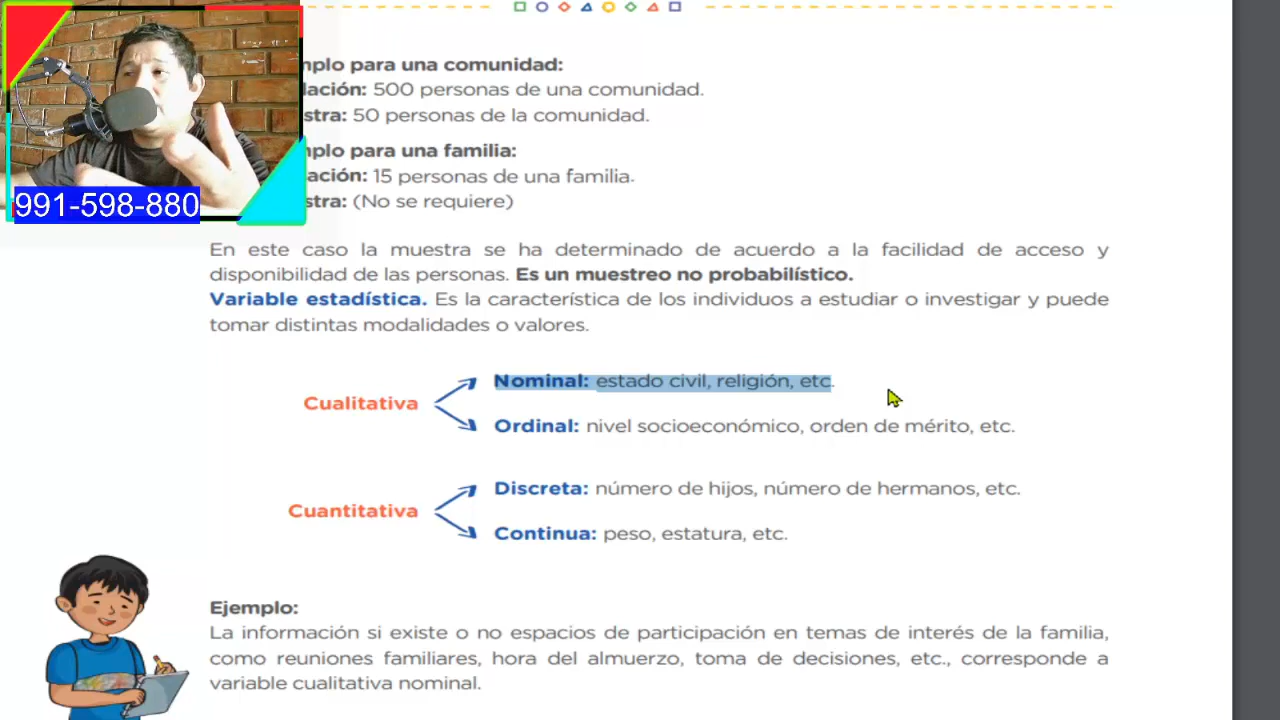 mplo para una comunidad:
lación: 500 personas de una comunidad.
stra: 50 personas de la comunidad.
mplo para una familia:
ación: 15 personas de una familia.
stra: (No se requiere)
991-598-880
En este caso la muestra se ha determinado de acuerdo a la facilidad de acceso y
disponibilidad de las personas. Es un muestreo no probabilístico.
Variable estadística. Es la característica de los individuos a estudiar o investigar y puede
tomar distintas modalidades o valores.
Cualitativa
Nominal: estado civil, religión, etc.
Ordinal: nivel socioeconómico, orden de mérito, etc.
Cuantitativa
Discreta: número de hijos, número de hermanos, etc.
Continua: peso, estatura, etc.
Ejemplo:
La información si existe o no espacios de participación en temas de interés de la familia,
como reuniones familiares, hora del almuerzo, toma de decisiones, etc., corresponde a
variable cualitativa nominal.